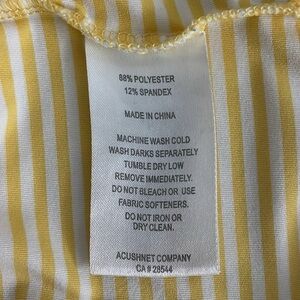 88% POLYESTER
12% SPANDEX
MADE IN CHINA
MACHINE WASH COLD
WASH DARKS SEPARATELY
TUMBLE DRY LOW
REMOVE IMMEDIATELY.
DO NOT BLEACH OR USE
FABRIC SOFTENERS.
DO NOT IRON OR
DRY CLEAN.
ACUSHNET COMPANY
CA # 28544